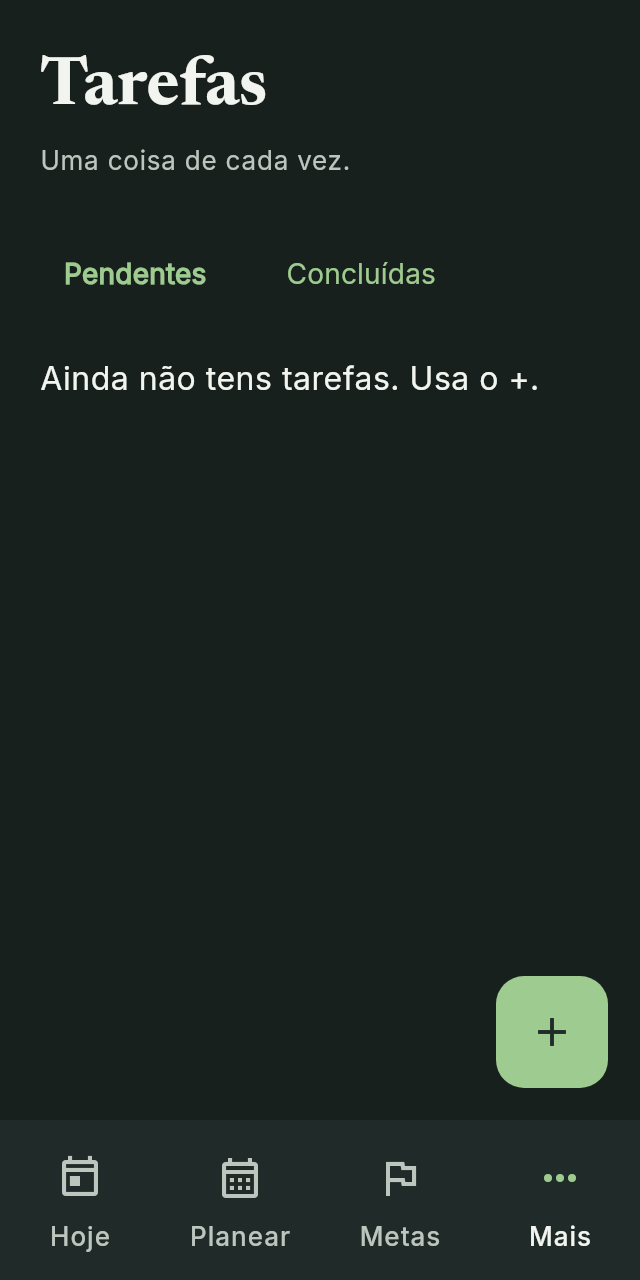 Tarefas
Uma coisa de cada vez.
Pendentes Concluídas
Ainda não tens tarefas. Usa o +.
Hoje Planear Metas Mais